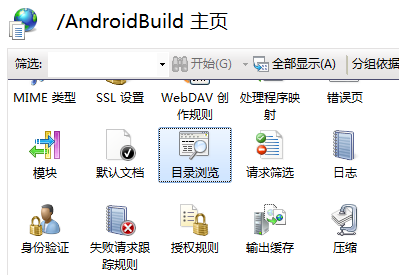 /AndroidBuild 主页
筛选: 开始(G) 全部显示(A) 分组依据
MIME 类型 SSL 设置 WebDAV 创作规则 处理程序映射 错误页
模块 默认文档 目录浏览 请求筛选 日志
身份验证 失败请求跟踪规则 授权规则 输出缓存 压缩